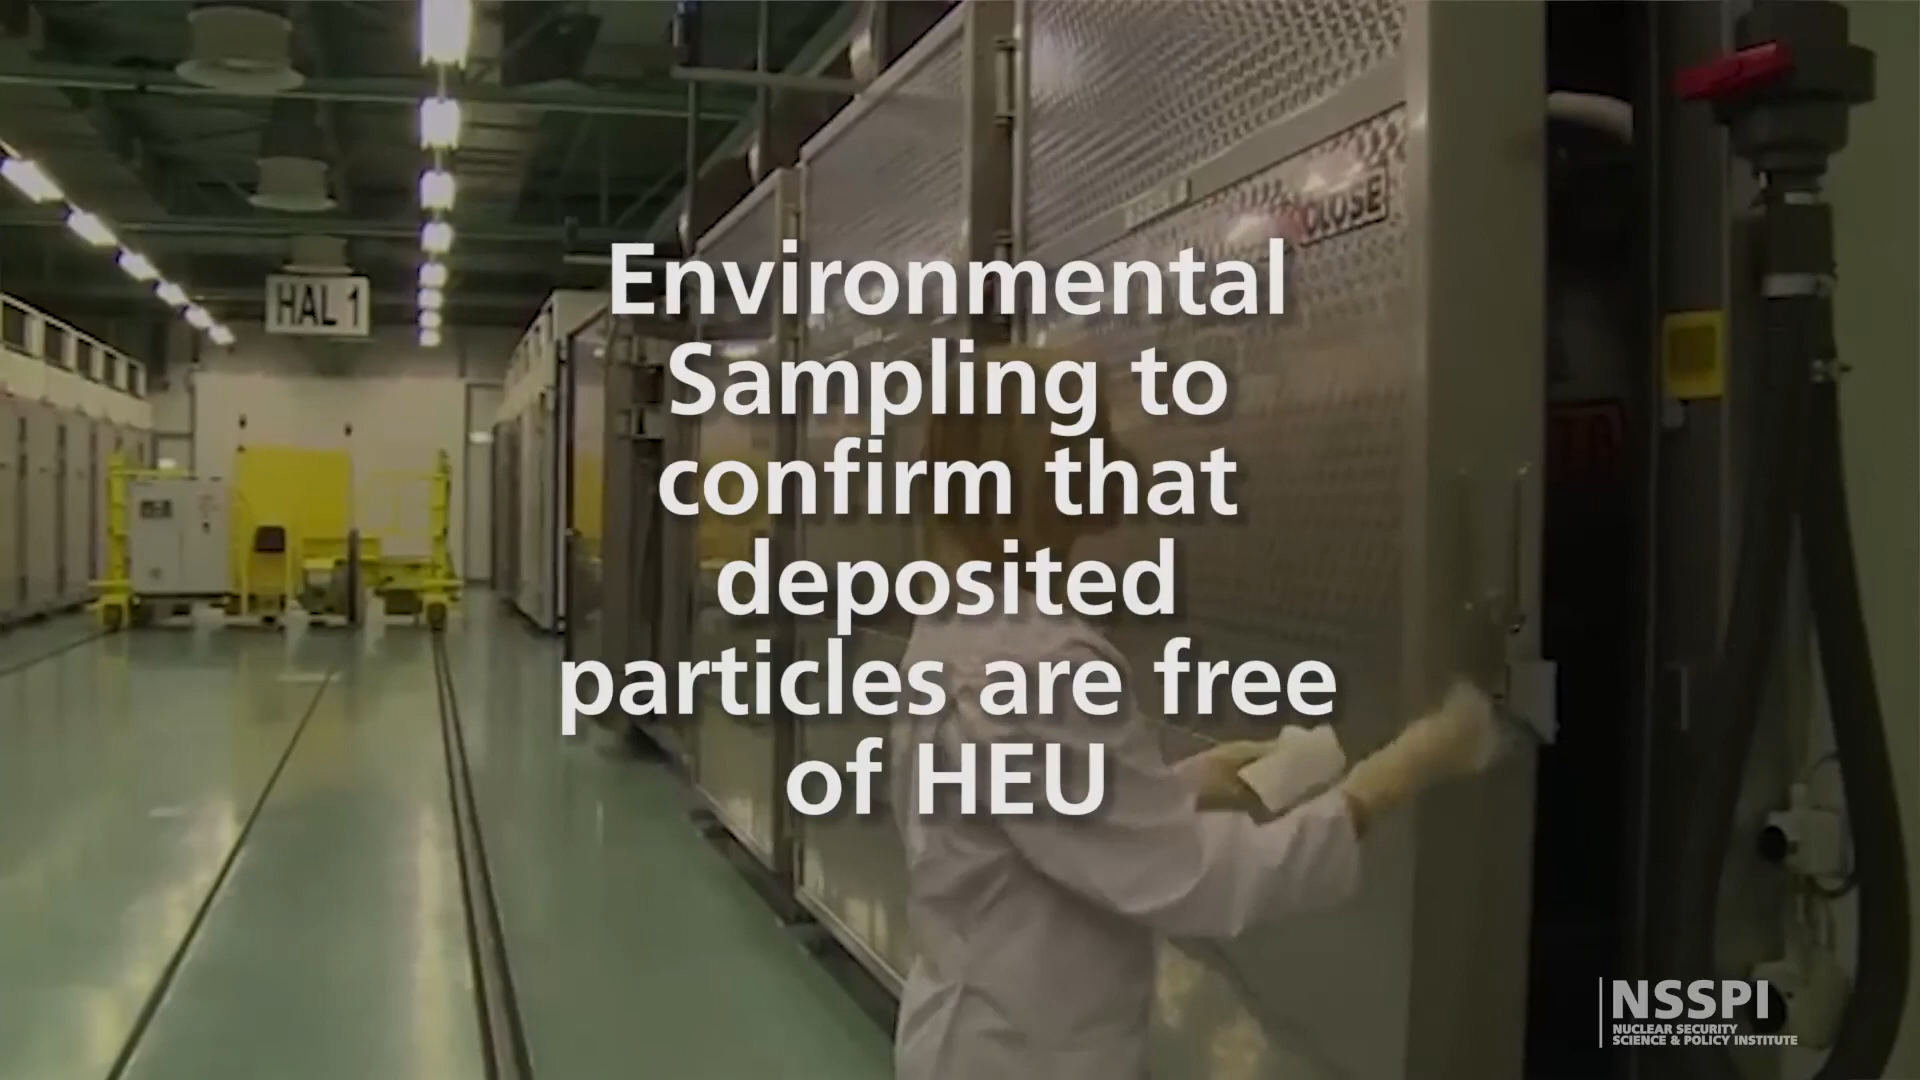 HAL 1
CLOSE
Environmental
Sampling to
confirm that
deposited
particles are free
of HEU
NSSPI
NUCLEAR SECURITY
SCIENCE & POLICY INSTITUTE